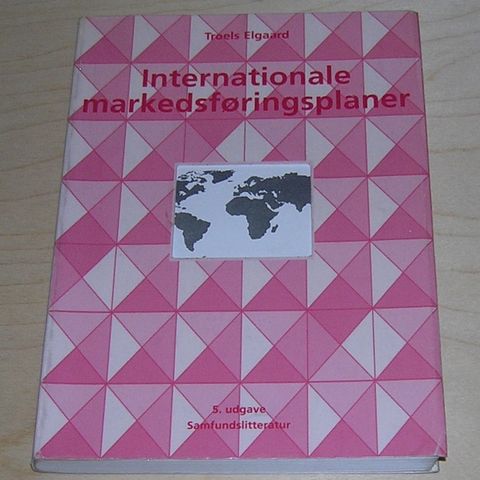 Troels Elgaard
Internationale
markedsføringsplaner
5. udgave
Samfundslitteratur